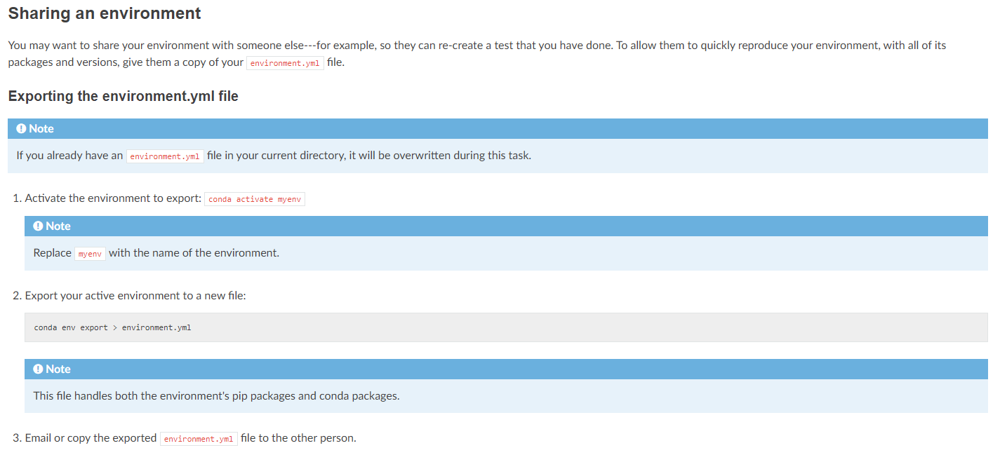 Sharing an environment
You may want to share your environment with someone else---for example, so they can re-create a test that you have done. To allow them to quickly reproduce your environment, with all of its
packages and versions, give them a copy of your environment.yml file.
Exporting the environment.yml file
Note
If you already have an environment.yml file in your current directory, it will be overwritten during this task.
1. Activate the environment to export: conda activate myenv
Note
Replace myenv with the name of the environment.
2. Export your active environment to a new file:
conda env export > environment.yml
Note
This file handles both the environment's pip packages and conda packages.
3. Email or copy the exported environment.yml file to the other person.